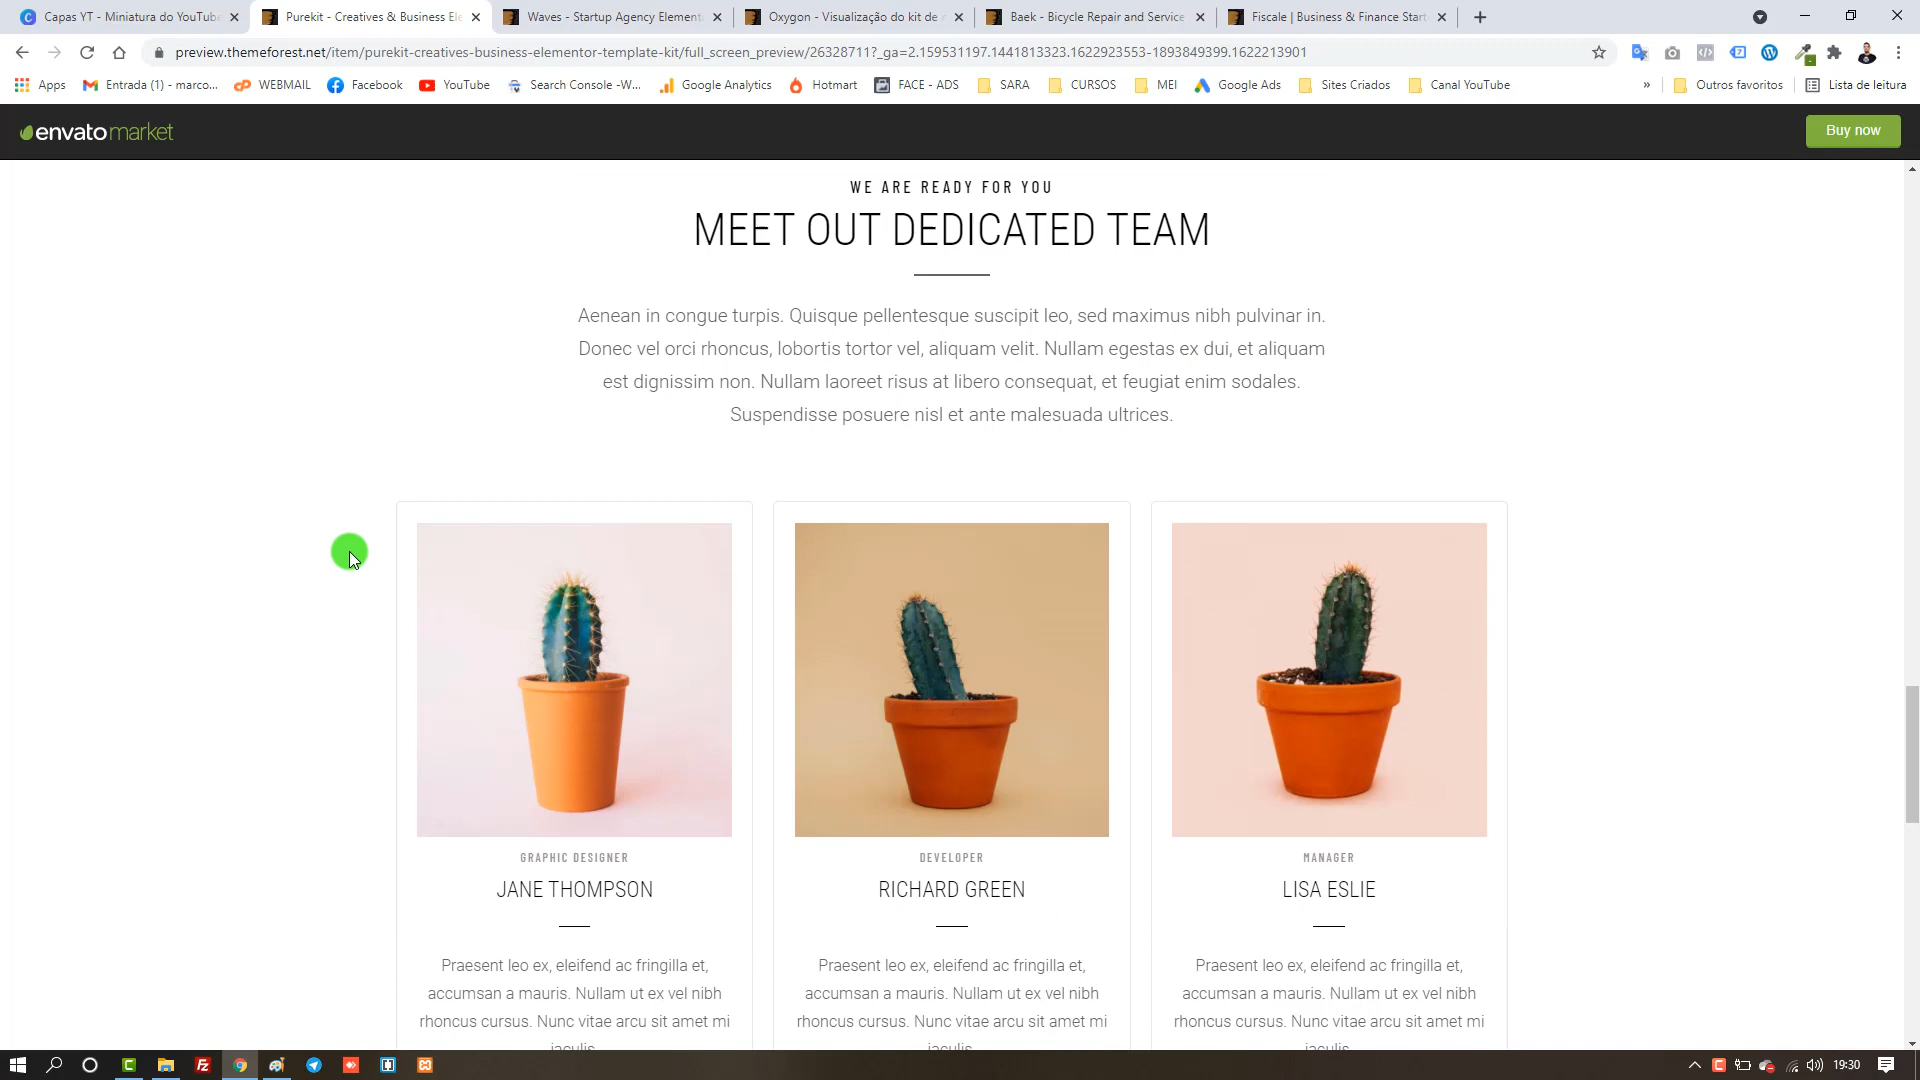 Capas YT - Miniatura do YouTube
Purekit - Creatives & Business El
Waves - Startup Agency Element
Oxygon - Visualização do kit de
Baek - Bicycle Repair and Service
Fiscale | Business & Finance Start
preview.themeforest.net/item/purekit-creatives-business-elementor-template-kit/full_screen_preview/26328711?_ga=2.159531197.1441813323.1622923553-1893849399.1622213901
Apps
Entrada (1) - marco...
WEBMAIL
Facebook
YouTube
Search Console -W...
Google Analytics
Hotmart
FACE - ADS
SARA
CURSOS
MEI
Google Ads
Sites Criados
Canal YouTube
»
Outros favoritos
Lista de leitura
envatomarket
Buy now
WE ARE READY FOR YOU
MEET OUT DEDICATED TEAM
Aenean in congue turpis. Quisque pellentesque suscipit leo, sed maximus nibh pulvinar in.
Donec vel orci rhoncus, lobortis tortor vel, aliquam velit. Nullam egestas ex dui, et aliquam
est dignissim non. Nullam laoreet risus at libero consequat, et feugiat enim sodales.
Suspendisse posuere nisl et ante malesuada ultrices.
GRAPHIC DESIGNER
JANE THOMPSON
Praesent leo ex, eleifend ac fringilla et,
accumsan a mauris. Nullam ut ex vel nibh
rhoncus cursus. Nunc vitae arcu sit amet mi
iaculis
DEVELOPER
RICHARD GREEN
Praesent leo ex, eleifend ac fringilla et,
accumsan a mauris. Nullam ut ex vel nibh
rhoncus cursus. Nunc vitae arcu sit amet mi
iaculis
MANAGER
LISA ESLIE
Praesent leo ex, eleifend ac fringilla et,
accumsan a mauris. Nullam ut ex vel nibh
rhoncus cursus. Nunc vitae arcu sit amet mi
iaculis
19:30